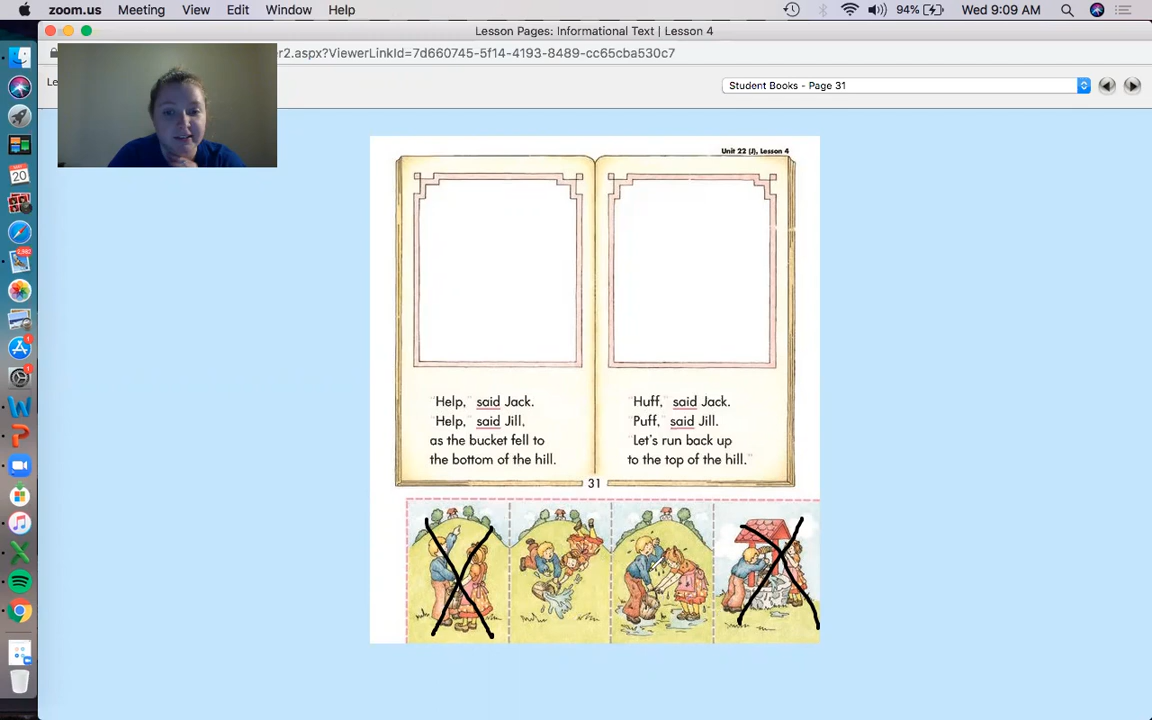 zoom.us Meeting View Edit Window Help 94% Wed 9:09 AM
Lesson Pages: Informational Text | Lesson 4
r2.aspx?ViewerLinkId=7d660745-5f14-4193-8489-cc65cba530c7
Le
Student Books - Page 31
20
Unit 22 (J), Lesson 4
"Help," said Jack.
"Help," said Jill,
as the bucket fell to
the bottom of the hill.
"Huff," said Jack.
"Puff," said Jill.
"Let's run back up
to the top of the hill."
31